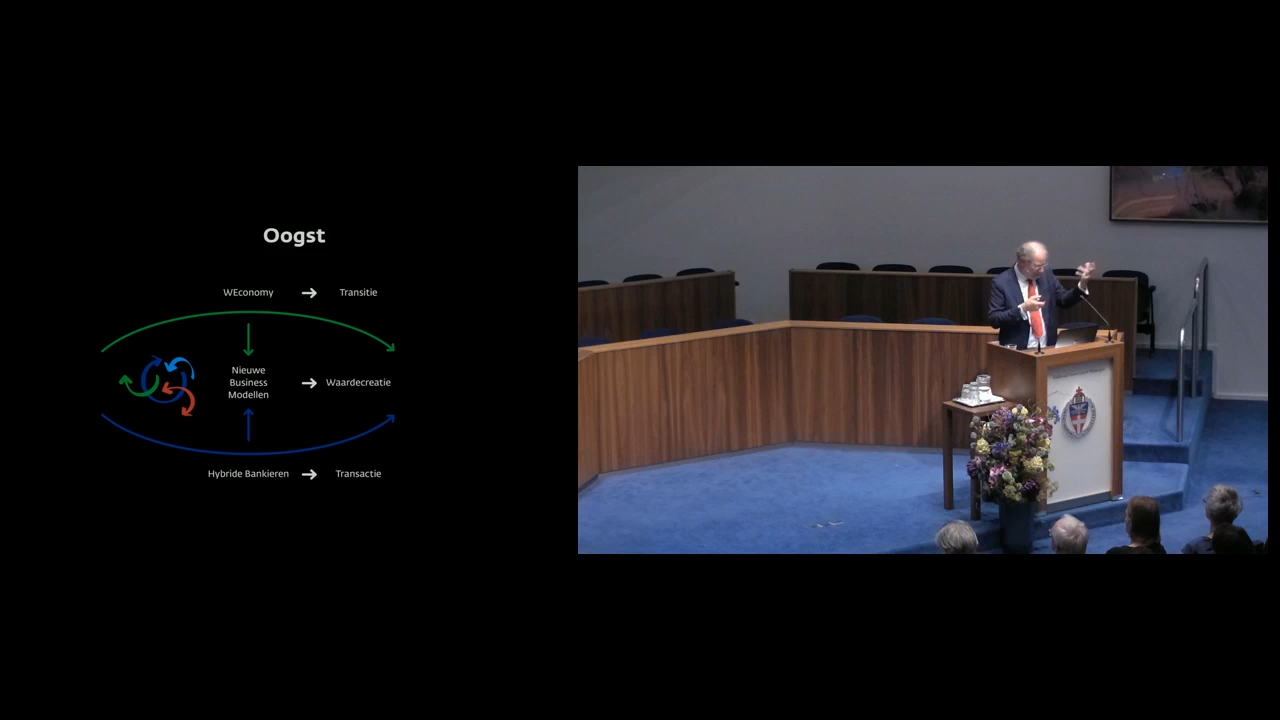 Oogst
WEconomy
Transitie
Nieuwe
Business
Modellen
Waardecreatie
Hybride Bankieren
Transactie